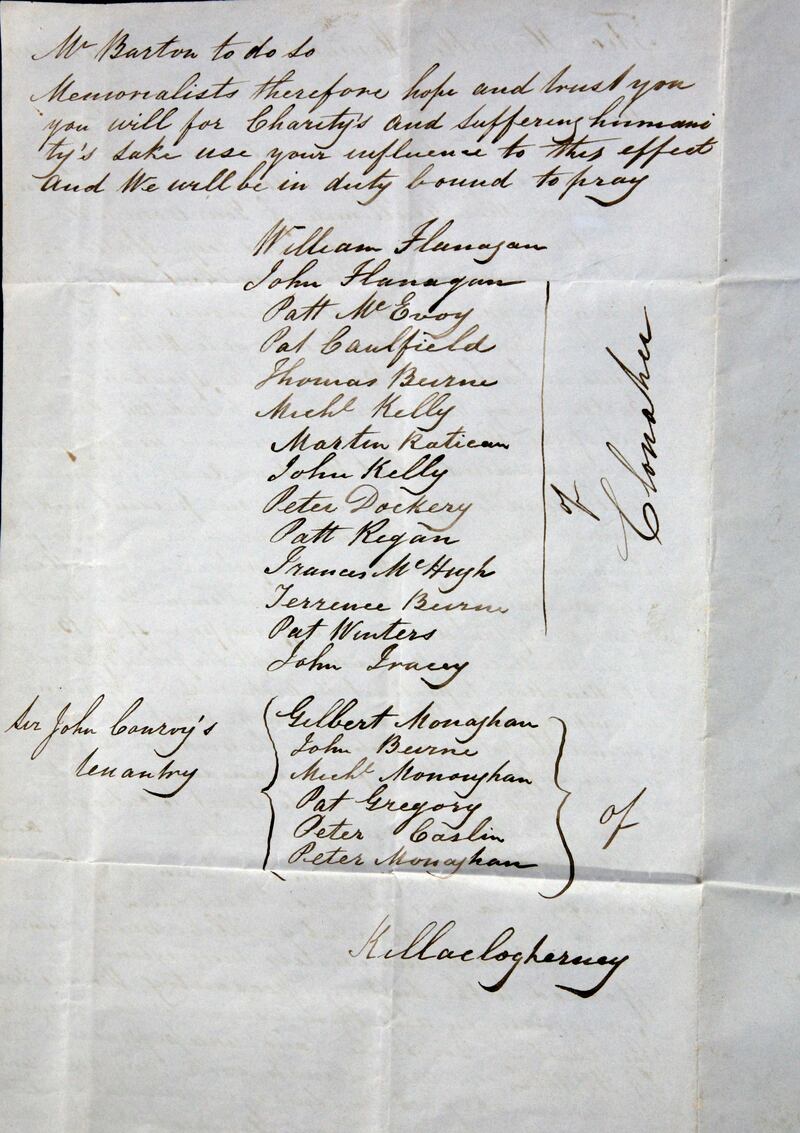 Mr Barton to do so
Memorialists therefore hope and trust you
you will for Charity's and suffering humani
ty's sake use your influence to this effect
and We will be in duty bound to pray
William Flanagan
John Flanagan
Patt McEvoy
Pat Caulfield
Thomas Beirne
Michl Kelly
Martin Ratican
John Kelly
Peter Dockery
Patt Regan
Frances McHugh
Terrence Beirne
Pat Winters
John Tracey
of
Clonahee
Sir John Conroy's
tenantry
Gilbert Monaghan
John Beirne
Michl Monoughan
Pat Gregory
Peter Caslin
Peter Monaghan
of
Killaclogherney